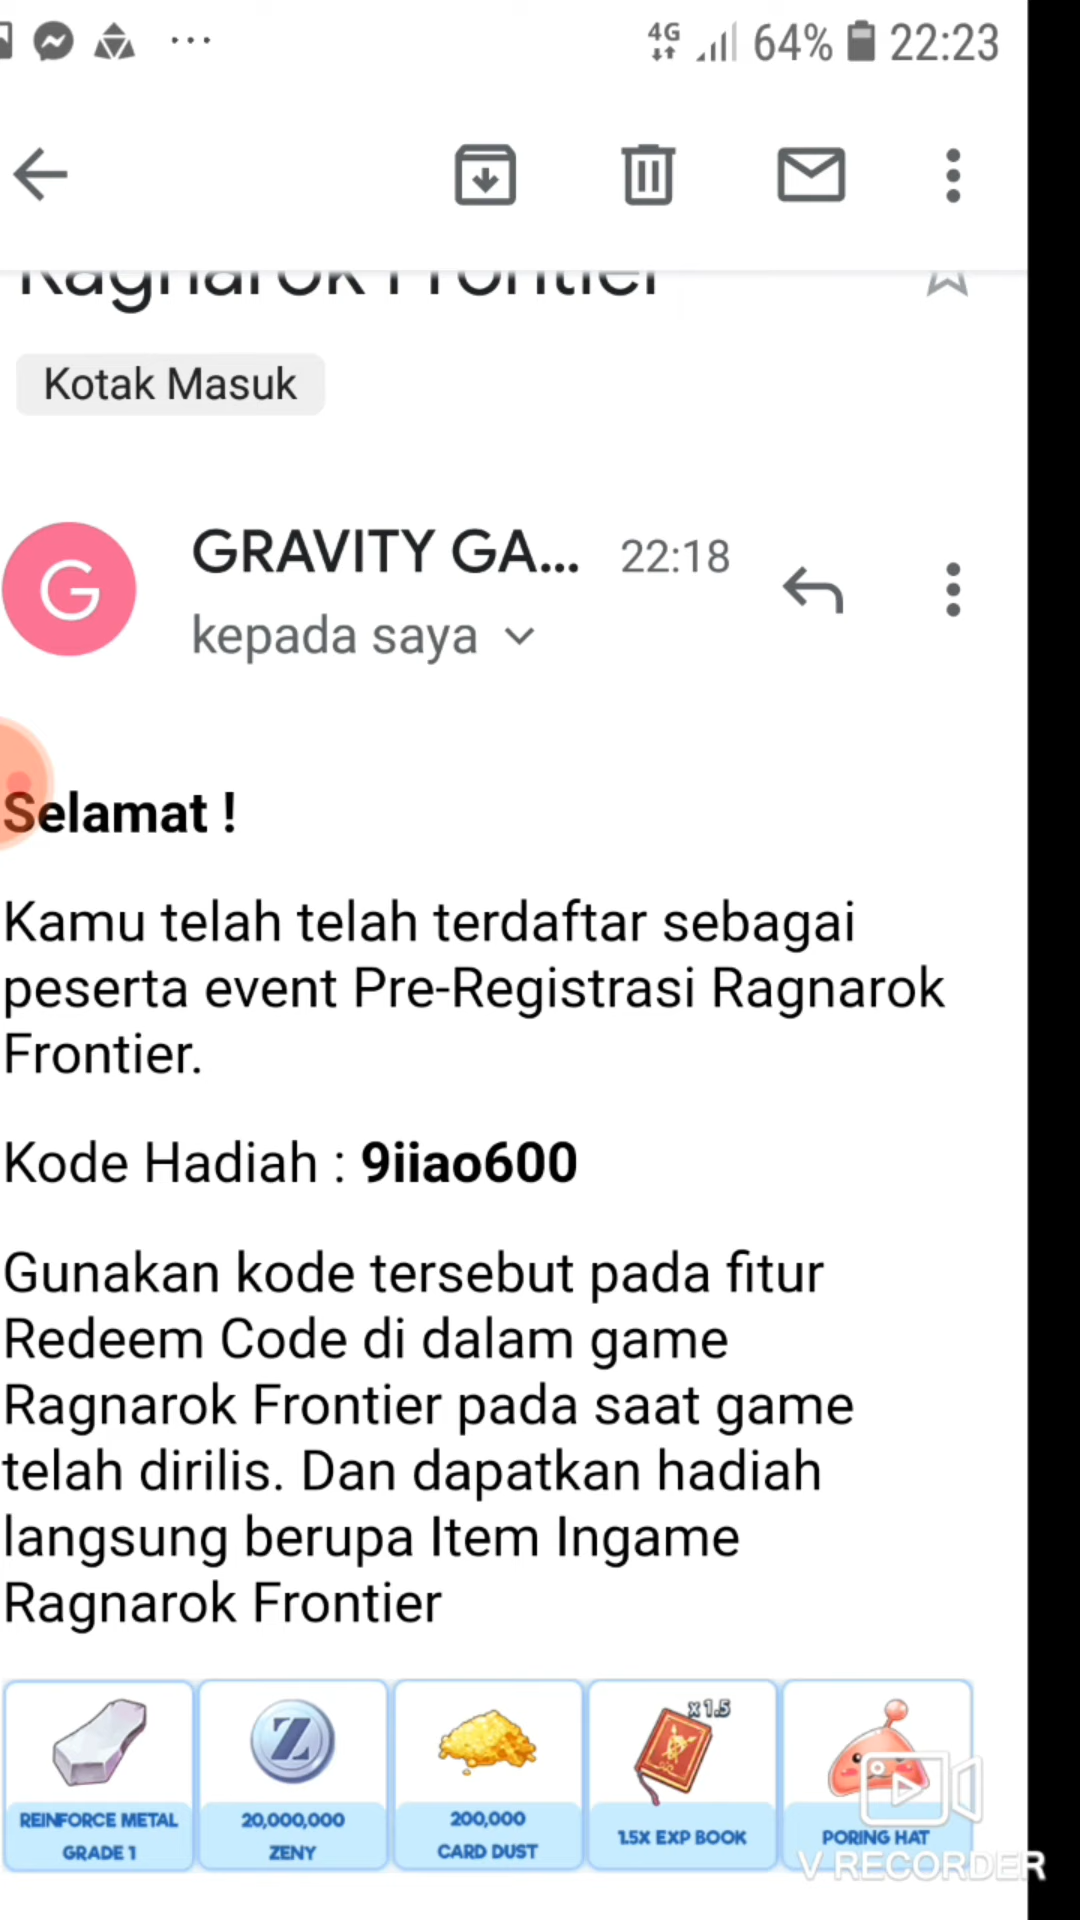 4G 64% 22:23
Ragnarok Frontier
Kotak Masuk
G
GRAVITY GA... 22:18
kepada saya
Selamat !
Kamu telah telah terdaftar sebagai
peserta event Pre-Registrasi Ragnarok
Frontier.
Kode Hadiah : 9iiao600
Gunakan kode tersebut pada fitur
Redeem Code di dalam game
Ragnarok Frontier pada saat game
telah dirilis. Dan dapatkan hadiah
langsung berupa Item Ingame
Ragnarok Frontier
Z
x1.5
REINFORCE METAL
GRADE 1
20,000,000
ZENY
200,000
CARD DUST
1.5X EXP BOOK
PORING HAT
V RECORDER